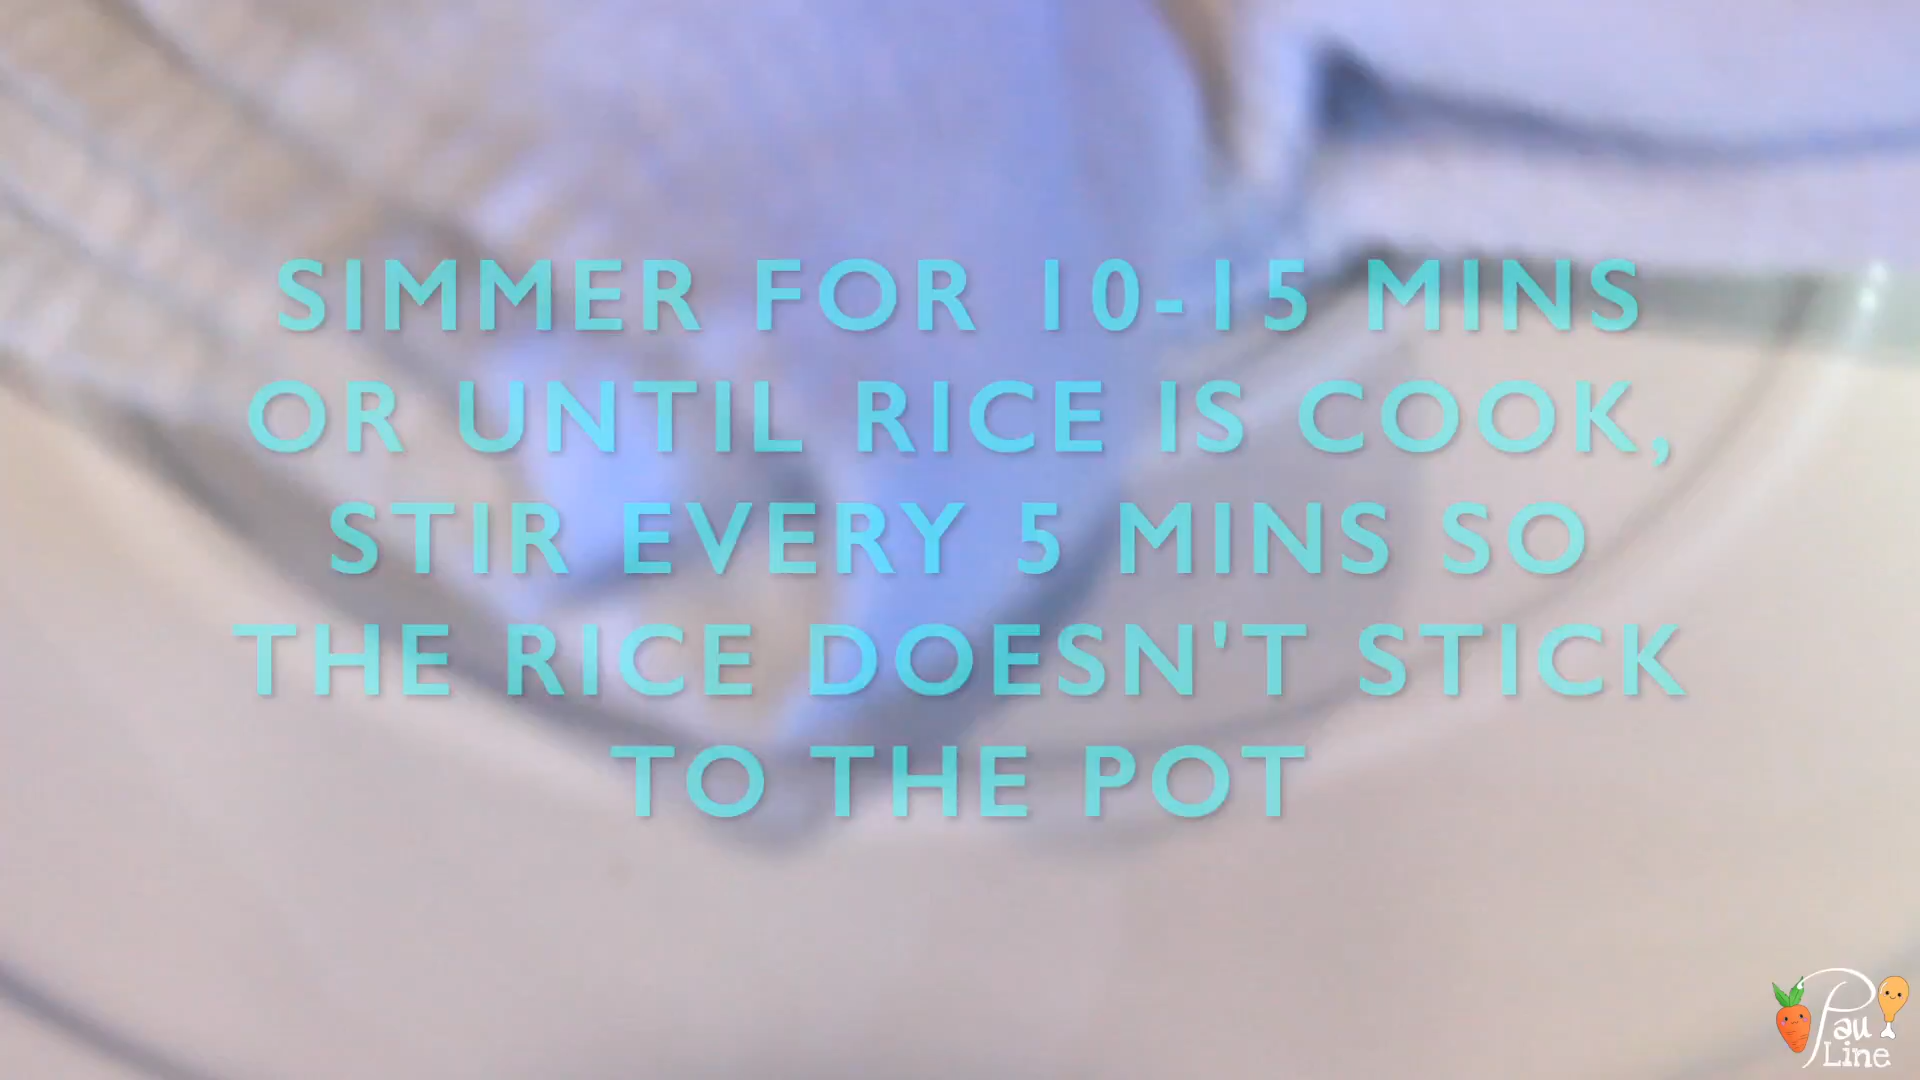 SIMMER FOR 10-15 MINS
OR UNTIL RICE IS COOK,
STIR EVERY 5 MINS SO
THE RICE DOESN'T STICK
TO THE POT
Pau
Line